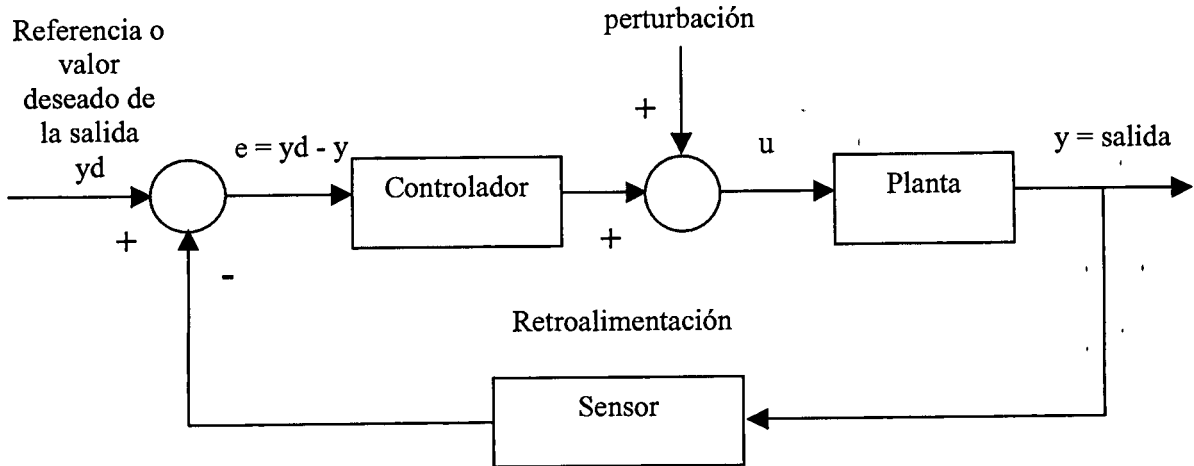 Referencia o
valor
deseado de
la salida
yd
+
-
e = yd - y
Controlador
perturbación
+
+
u
Planta
y = salida
Retroalimentación
Sensor